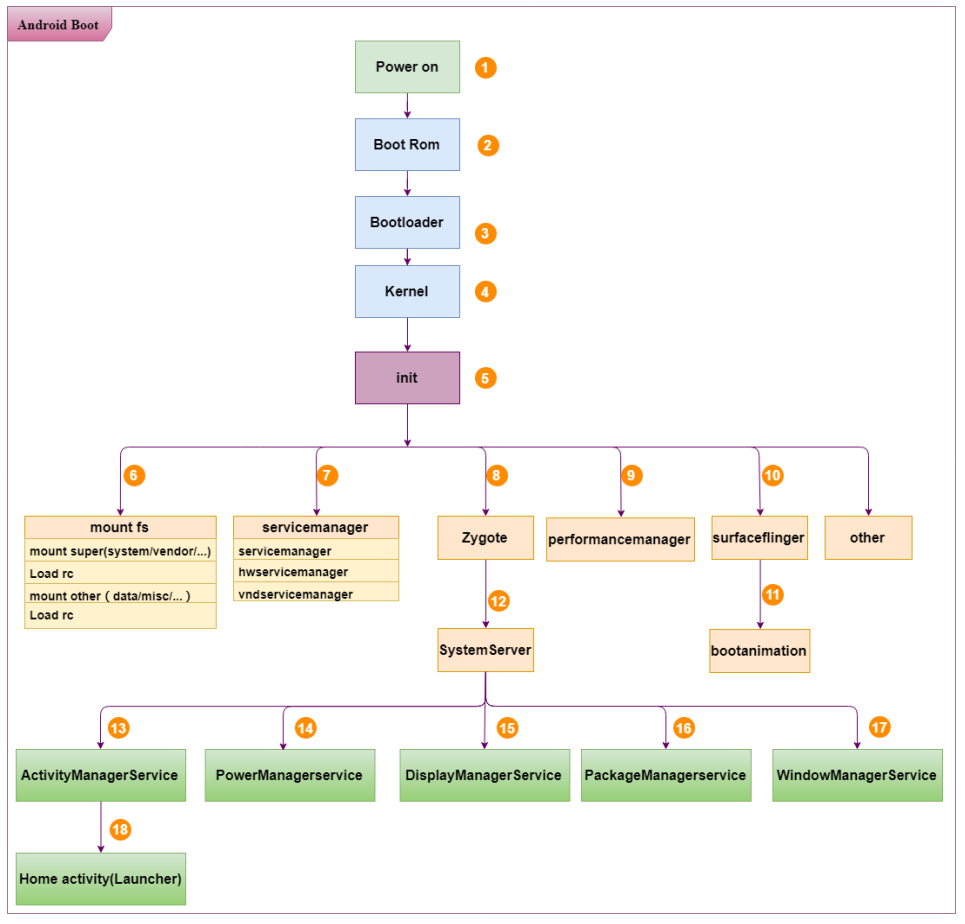 Android Boot
Power on
1
Boot Rom
2
Bootloader
3
Kernel
4
init
5
6
7
8
9
10
mount fs
mount super(system/vendor/...)
Load rc
mount other ( data/misc/... )
Load rc
servicemanager
servicemanager
hwservicemanager
vndservicemanager
Zygote
performancemanager
surfaceflinger
other
12
11
SystemServer
bootanimation
13
14
15
16
17
ActivityManagerService
PowerManagerservice
DisplayManagerService
PackageManagerservice
WindowManagerService
18
Home activity(Launcher)